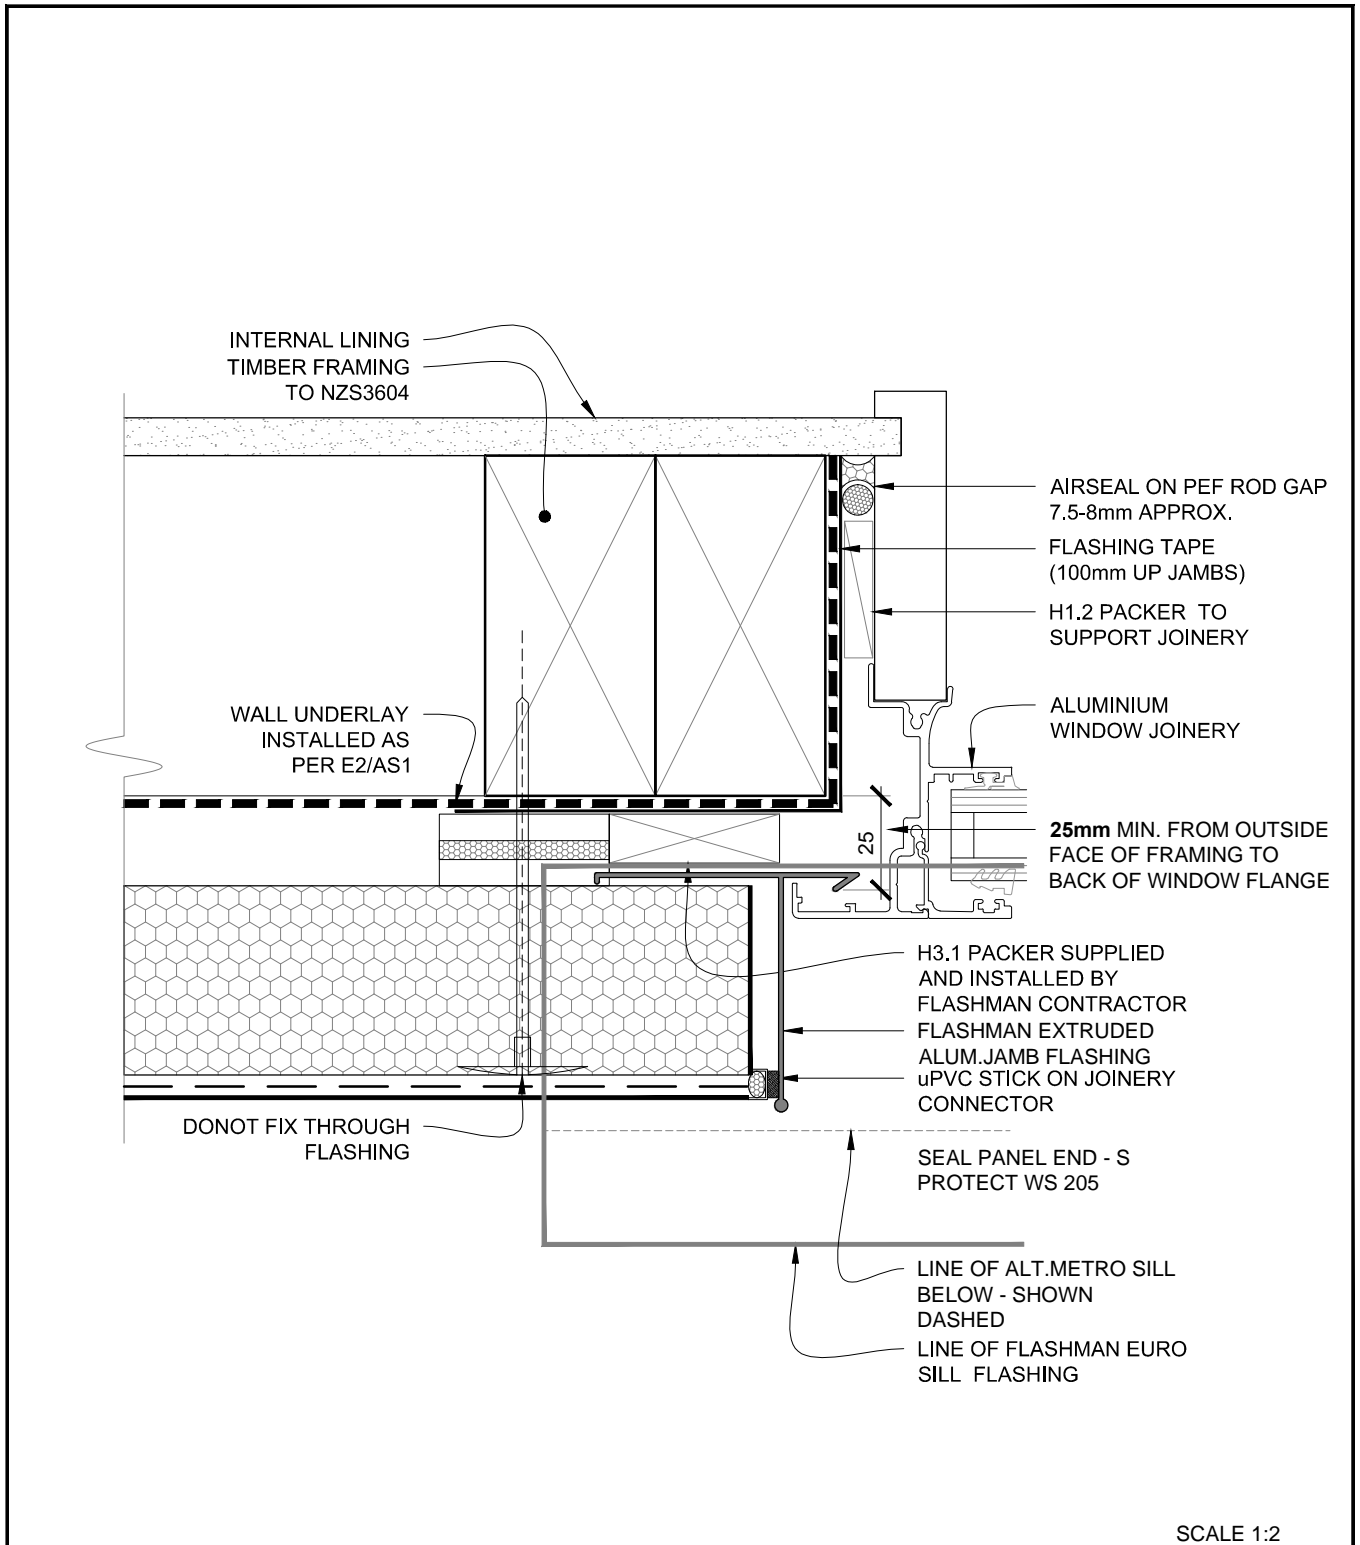 INTERNAL LINING
TIMBER FRAMING
TO NZS3604
AIRSEAL ON PEF ROD GAP
7.5-8mm APPROX.
FLASHING TAPE
(100mm UP JAMBS)
H1.2 PACKER TO
SUPPORT JOINERY
WALL UNDERLAY
INSTALLED AS
PER E2/AS1
ALUMINIUM
WINDOW JOINERY
25
25mm MIN. FROM OUTSIDE
FACE OF FRAMING TO
BACK OF WINDOW FLANGE
H3.1 PACKER SUPPLIED
AND INSTALLED BY
FLASHMAN CONTRACTOR
FLASHMAN EXTRUDED
ALUM.JAMB FLASHING
uPVC STICK ON JOINERY
CONNECTOR
DONOT FIX THROUGH
FLASHING
SEAL PANEL END - S
PROTECT WS 205
LINE OF ALT.METRO SILL
BELOW - SHOWN
DASHED
LINE OF FLASHMAN EURO
SILL FLASHING
SCALE 1:2